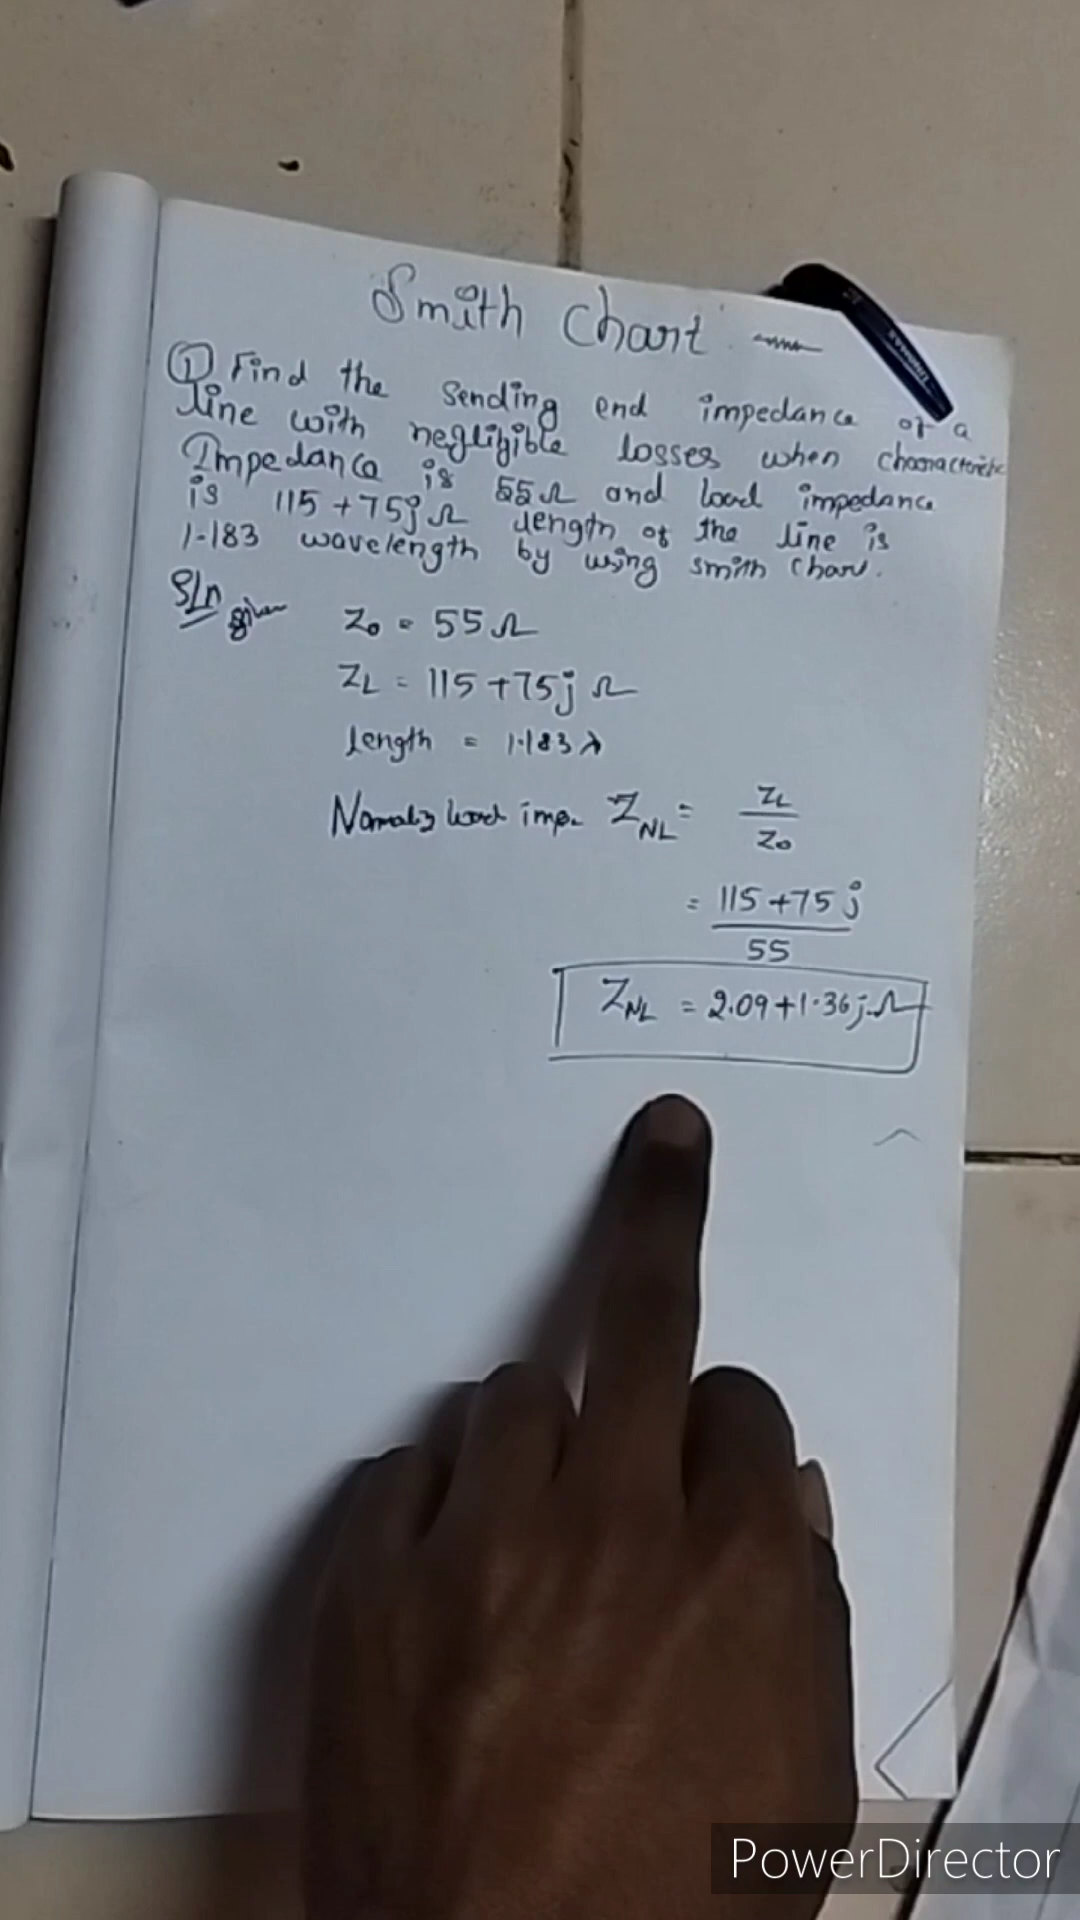 Smith Chart
① Find the sending end impedance of a
line with negligible losses when characteristic
Impedance is 55Ω and load impedance
is 115+75jΩ length of the line is
1.183 wavelength by using smith Chart.
Sln given Z₀ = 55Ω
ZL = 115+75jΩ
length = 1.183λ
load imp. ZNL = ZL
Z₀
= 115+75j
55
ZNL = 2.09+1.36jΩ
PowerDirector